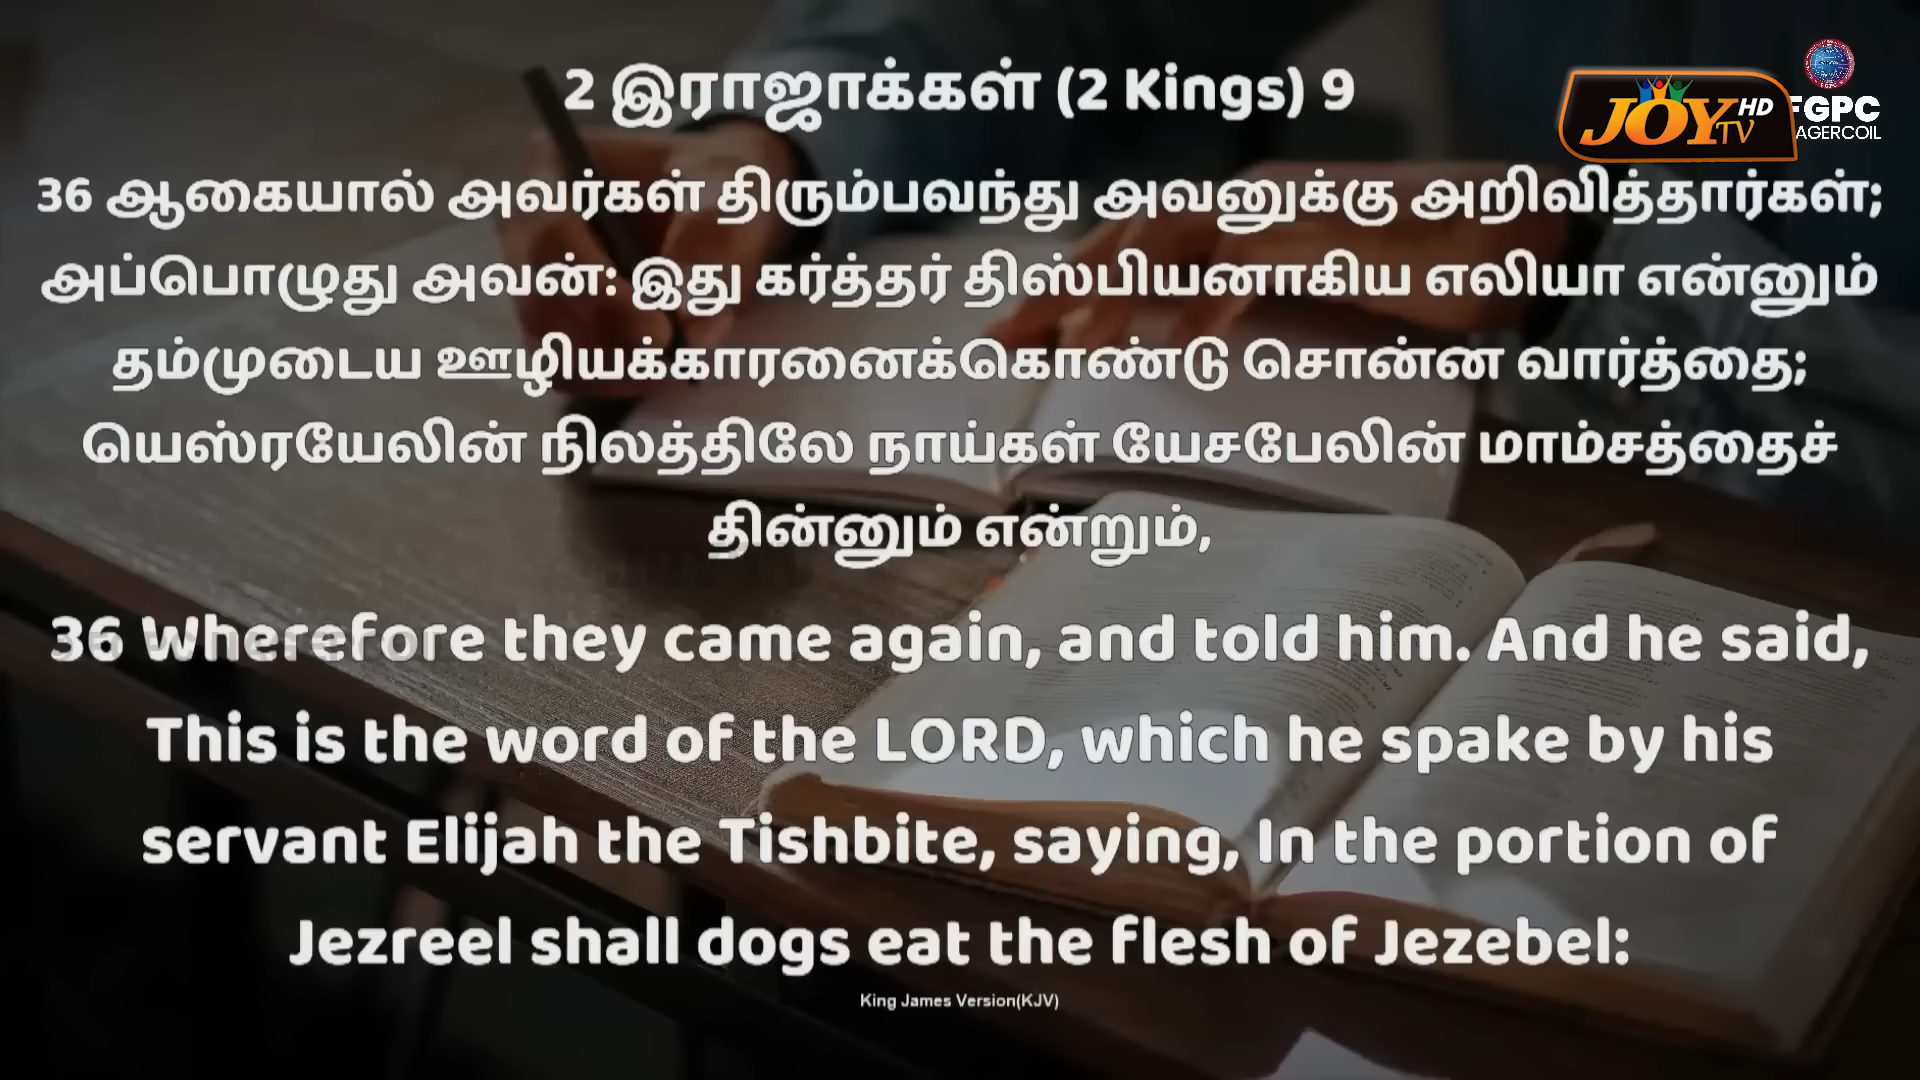 2 இராஜாக்கள் (2 Kings) 9
JOY TV HD
FGPC
AGERCOIL
36 ஆகையால் அவர்கள் திரும்பவந்து அவனுக்கு அறிவித்தார்கள்;
அப்பொழுது அவன்: இது கர்த்தர் திஸ்பியனாகிய எலியா என்னும்
தம்முடைய ஊழியக்காரனைக்கொண்டு சொன்ன வார்த்தை;
யெஸ்ரயேலின் நிலத்திலே நாய்கள் யேசபேலின் மாம்சத்தைச்
தின்னும் என்றும்,
36 Wherefore they came again, and told him. And he said,
This is the word of the LORD, which he spake by his
servant Elijah the Tishbite, saying, In the portion of
Jezreel shall dogs eat the flesh of Jezebel:
King James Version(KJV)